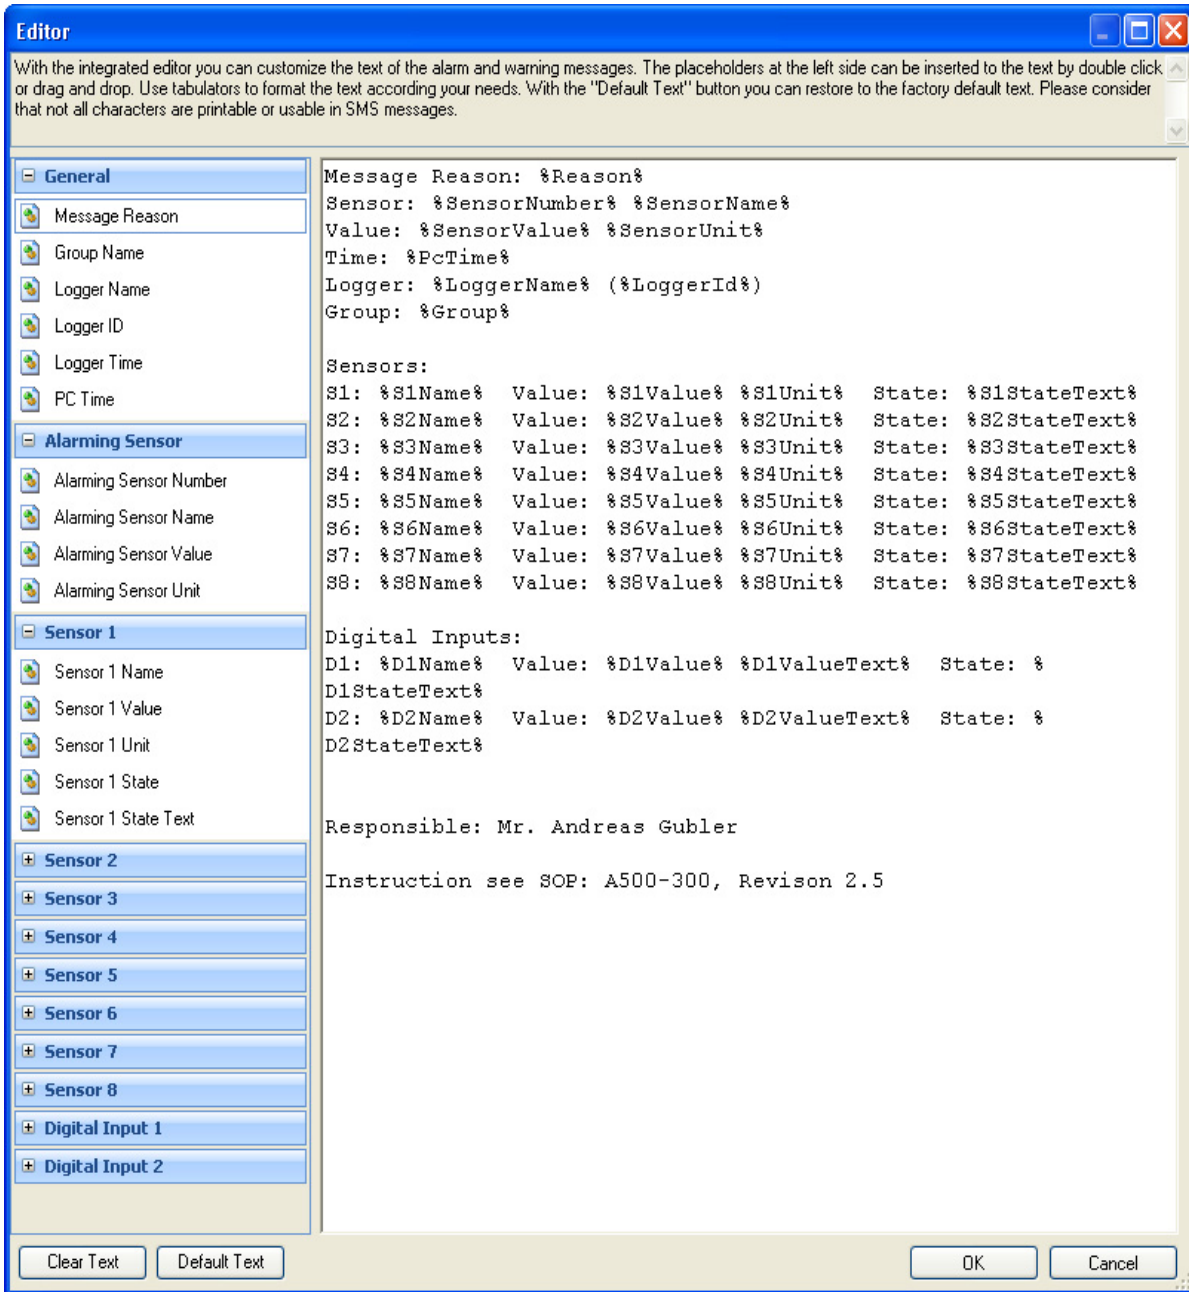 Editor
With the integrated editor you can customize the text of the alarm and warning messages. The placeholders at the left side can be inserted to the text by double click
or drag and drop. Use tabulators to format the text according your needs. With the "Default Text" button you can restore to the factory default text. Please consider
that not all characters are printable or usable in SMS messages.
General
Message Reason
Group Name
Logger Name
Logger ID
Logger Time
PC Time
Alarming Sensor
Alarming Sensor Number
Alarming Sensor Name
Alarming Sensor Value
Alarming Sensor Unit
Sensor 1
Sensor 1 Name
Sensor 1 Value
Sensor 1 Unit
Sensor 1 State
Sensor 1 State Text
Sensor 2
Sensor 3
Sensor 4
Sensor 5
Sensor 6
Sensor 7
Sensor 8
Digital Input 1
Digital Input 2
Message Reason: %Reason%
Sensor: %SensorNumber% %SensorName%
Value: %SensorValue% %SensorUnit%
Time: %PcTime%
Logger: %LoggerName% (%LoggerId%)
Group: %Group%
Sensors:
S1: %S1Name%  Value: %S1Value% %S1Unit%  State: %S1StateText%
S2: %S2Name%  Value: %S2Value% %S2Unit%  State: %S2StateText%
S3: %S3Name%  Value: %S3Value% %S3Unit%  State: %S3StateText%
S4: %S4Name%  Value: %S4Value% %S4Unit%  State: %S4StateText%
S5: %S5Name%  Value: %S5Value% %S5Unit%  State: %S5StateText%
S6: %S6Name%  Value: %S6Value% %S6Unit%  State: %S6StateText%
S7: %S7Name%  Value: %S7Value% %S7Unit%  State: %S7StateText%
S8: %S8Name%  Value: %S8Value% %S8Unit%  State: %S8StateText%
Digital Inputs:
D1: %D1Name%  Value: %D1Value% %D1ValueText%  State: %
D1StateText%
D2: %D2Name%  Value: %D2Value% %D2ValueText%  State: %
D2StateText%
Responsible: Mr. Andreas Gubler
Instruction see SOP: A500-300, Revison 2.5
Clear Text
Default Text
OK
Cancel